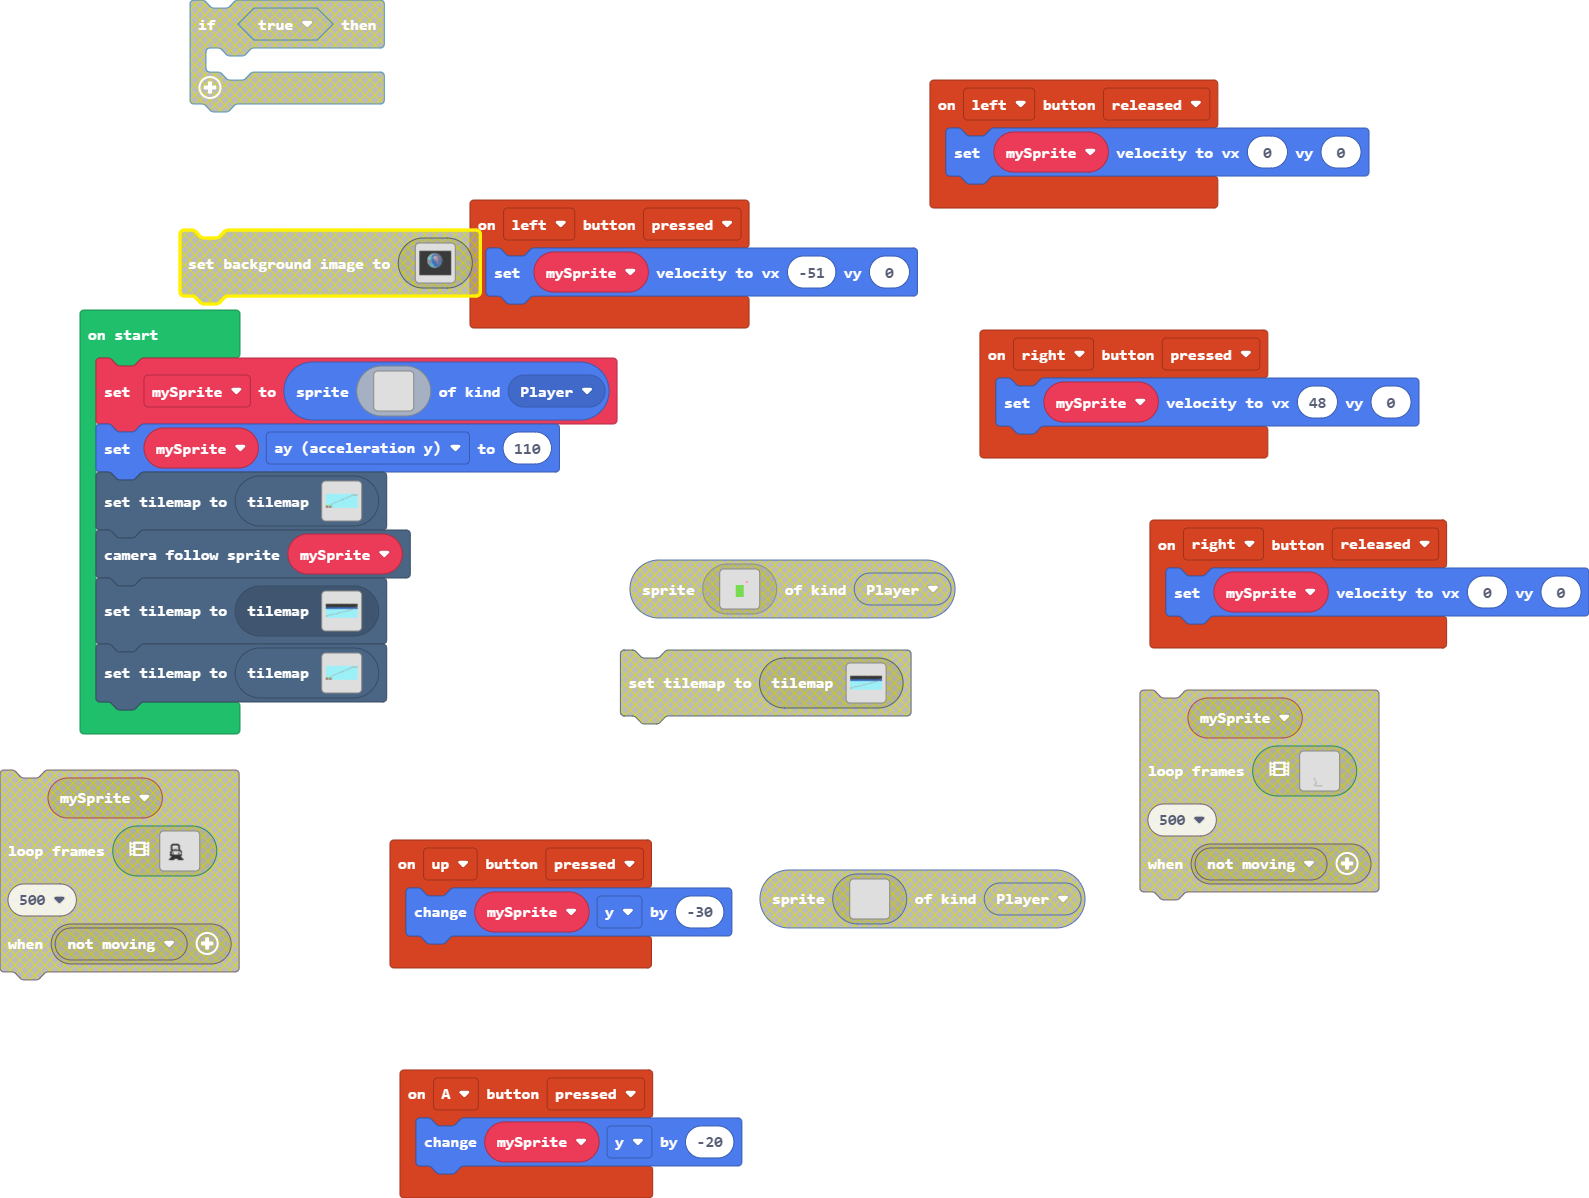 if true then
on left button released
set mySprite velocity to vx 0 vy 0
on left button pressed
set mySprite velocity to vx -51 vy 0
set background image to
on start
set mySprite to sprite of kind Player
set mySprite ay (acceleration y) to 110
set tilemap to tilemap
camera follow sprite mySprite
set tilemap to tilemap
set tilemap to tilemap
on right button pressed
set mySprite velocity to vx 48 vy 0
on right button released
set mySprite velocity to vx 0 vy 0
sprite of kind Player
set tilemap to tilemap
mySprite
loop frames
500
when not moving
mySprite
loop frames
500
when not moving
on up button pressed
change mySprite y by -30
sprite of kind Player
on A button pressed
change mySprite y by -20